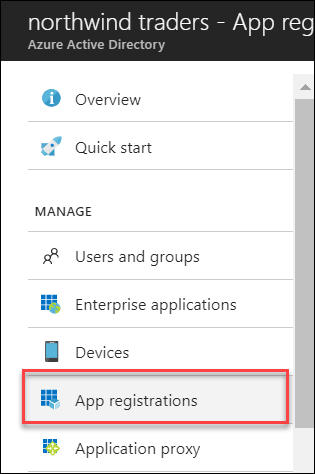 northwind traders - App reg
Azure Active Directory
Overview
Quick start
MANAGE
Users and groups
Enterprise applications
Devices
App registrations
Application proxy